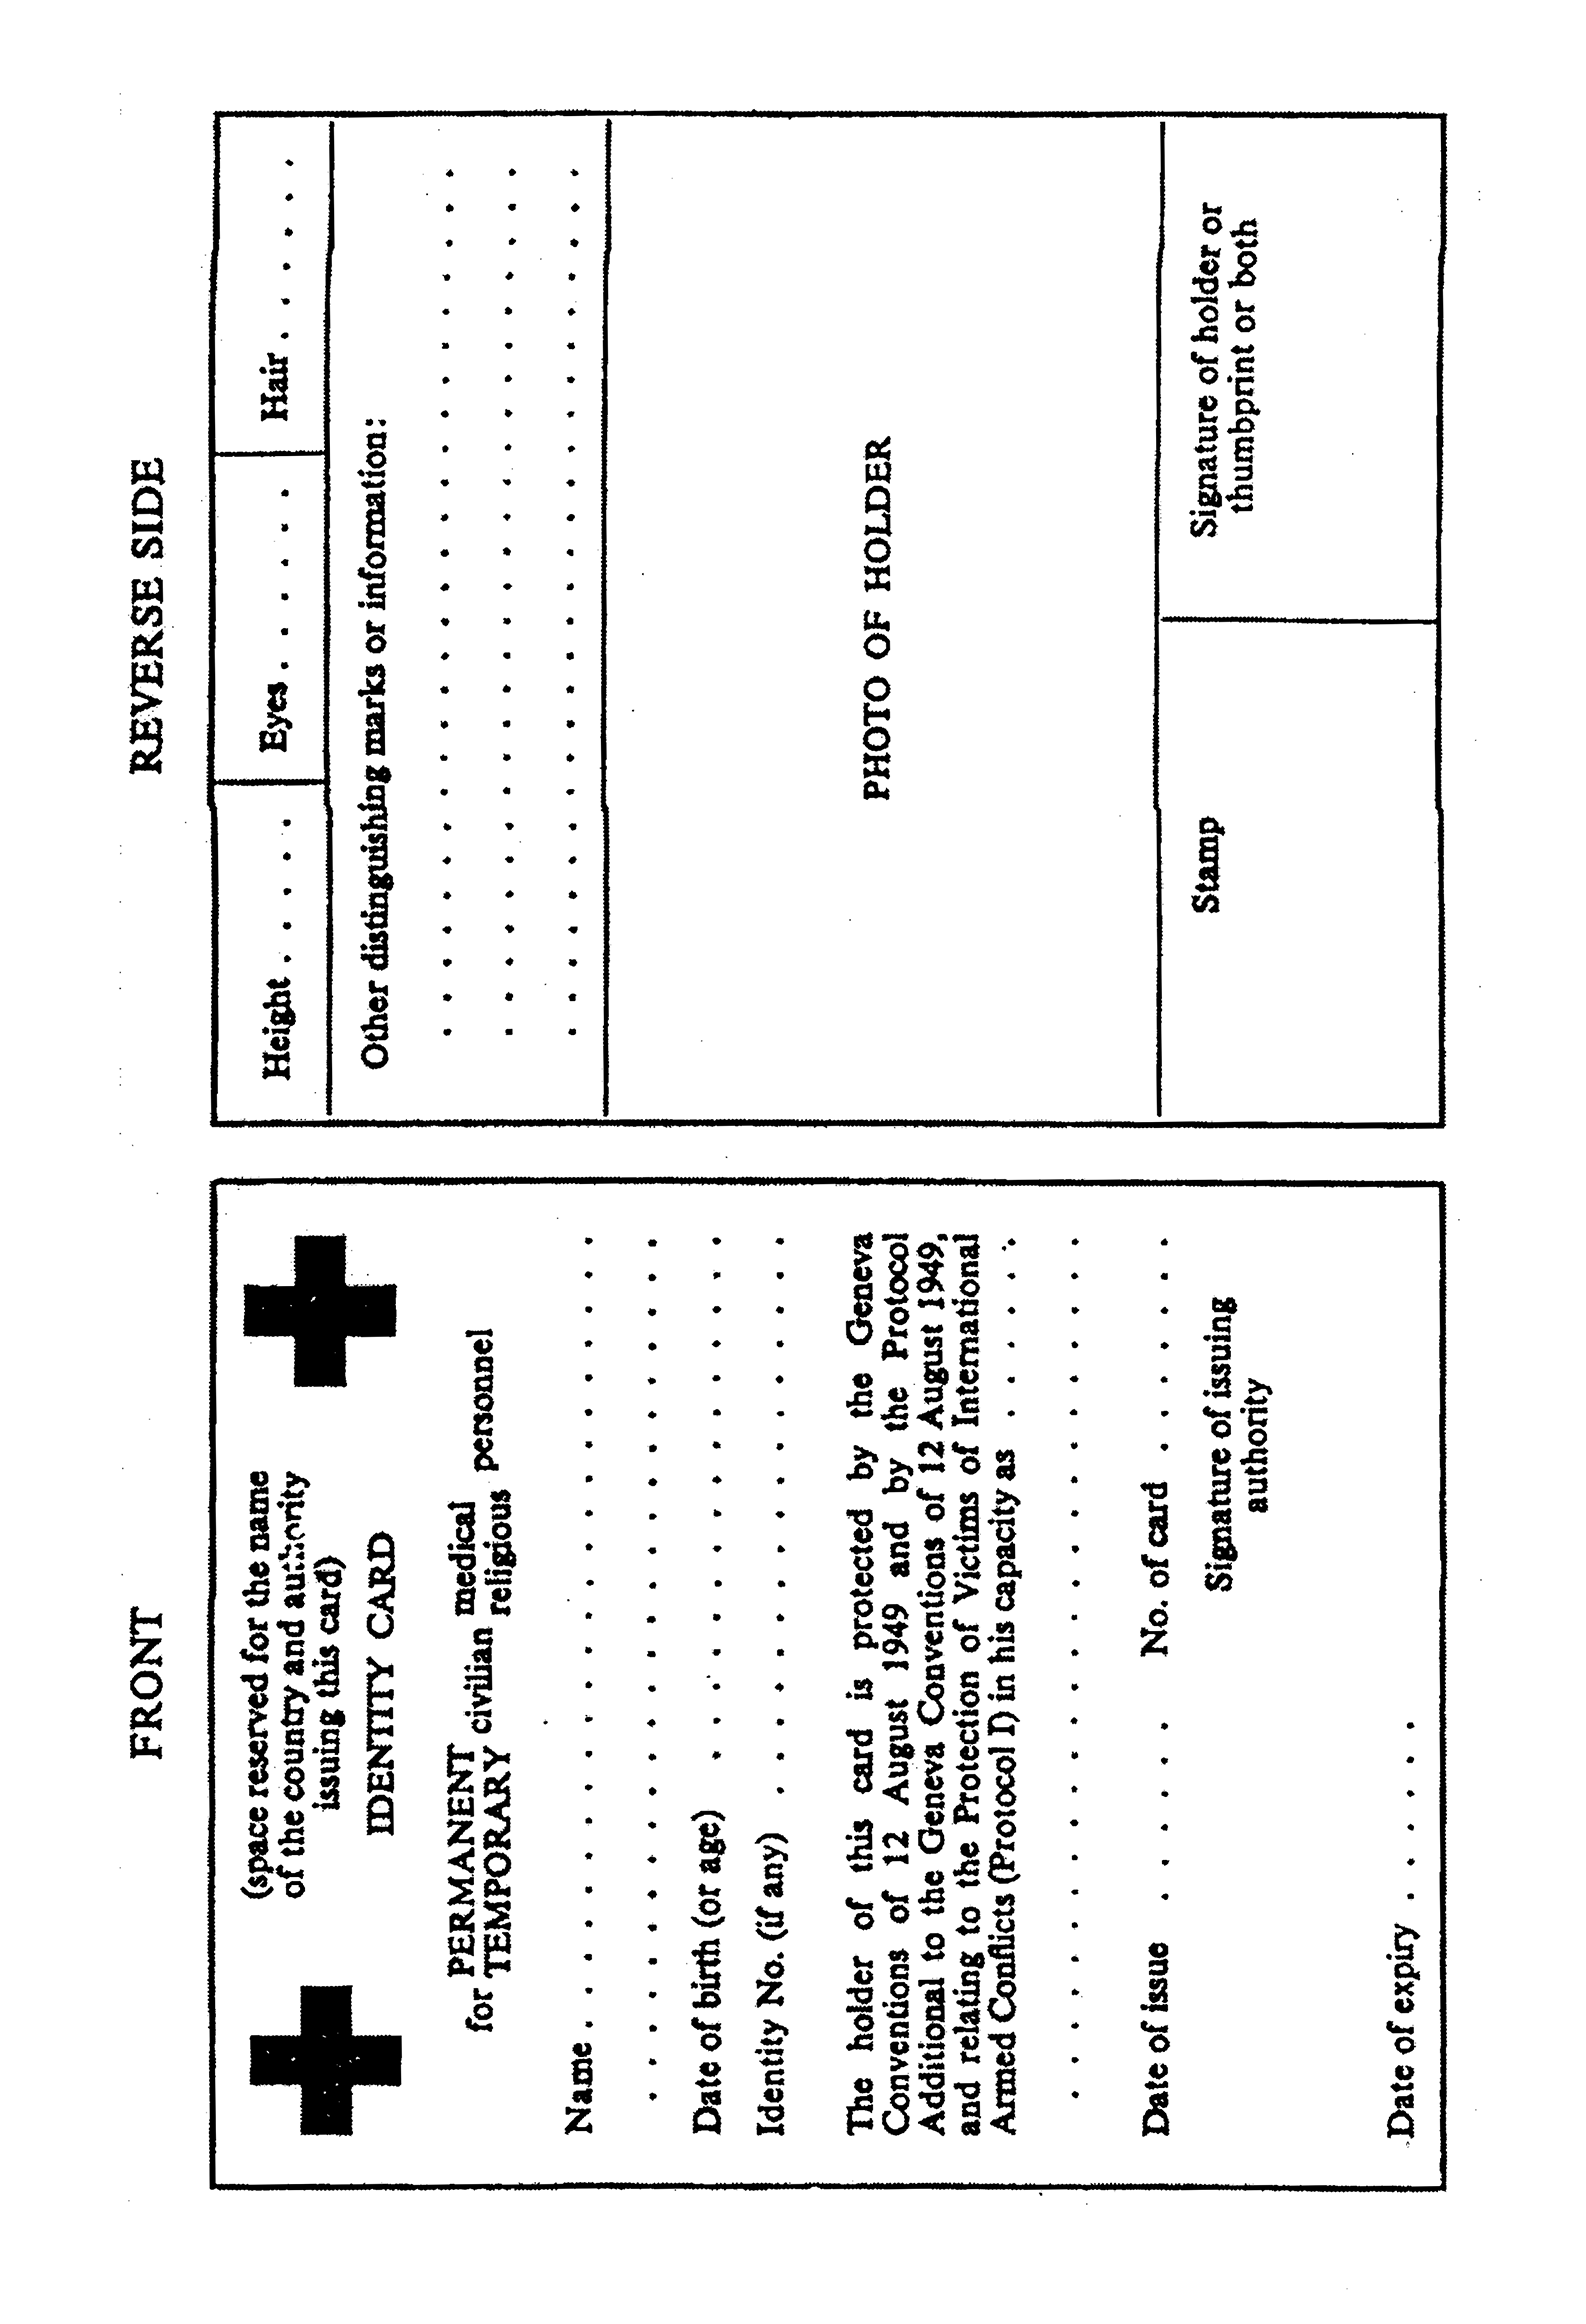 FRONT
(space reserved for the name
of the country and authority
issuing this card)
IDENTITY CARD
PERMANENT civilian medical personnel
for TEMPORARY religious
Name . . . . . . . . . . . . . . . . . . . . . . . .
. . . . . . . . . . . . . . . . . . . . . . . . . .
Date of birth (or age) . . . . . . . . . . . . . . . .
Identity No. (if any) . . . . . . . . . . . . . . . . .
The holder of this card is protected by the Geneva
Conventions of 12 August 1949 and by the Protocol
Additional to the Geneva Conventions of 12 August 1949,
and relating to the Protection of Victims of International
Armed Conflicts (Protocol I) in his capacity as . . . . . .
. . . . . . . . . . . . . . . . . . . . . . . . . .
Date of issue . . . . . . No. of card . . . . . . .
Signature of issuing
authority
Date of expiry . . . . . .
REVERSE SIDE
Height . . . . . Eyes . . . . . . Hair . . . . . .
Other distinguishing marks or information:
. . . . . . . . . . . . . . . . . . . . . . . . . .
. . . . . . . . . . . . . . . . . . . . . . . . . .
. . . . . . . . . . . . . . . . . . . . . . . . . .
PHOTO OF HOLDER
Stamp
Signature of holder or
thumbprint or both